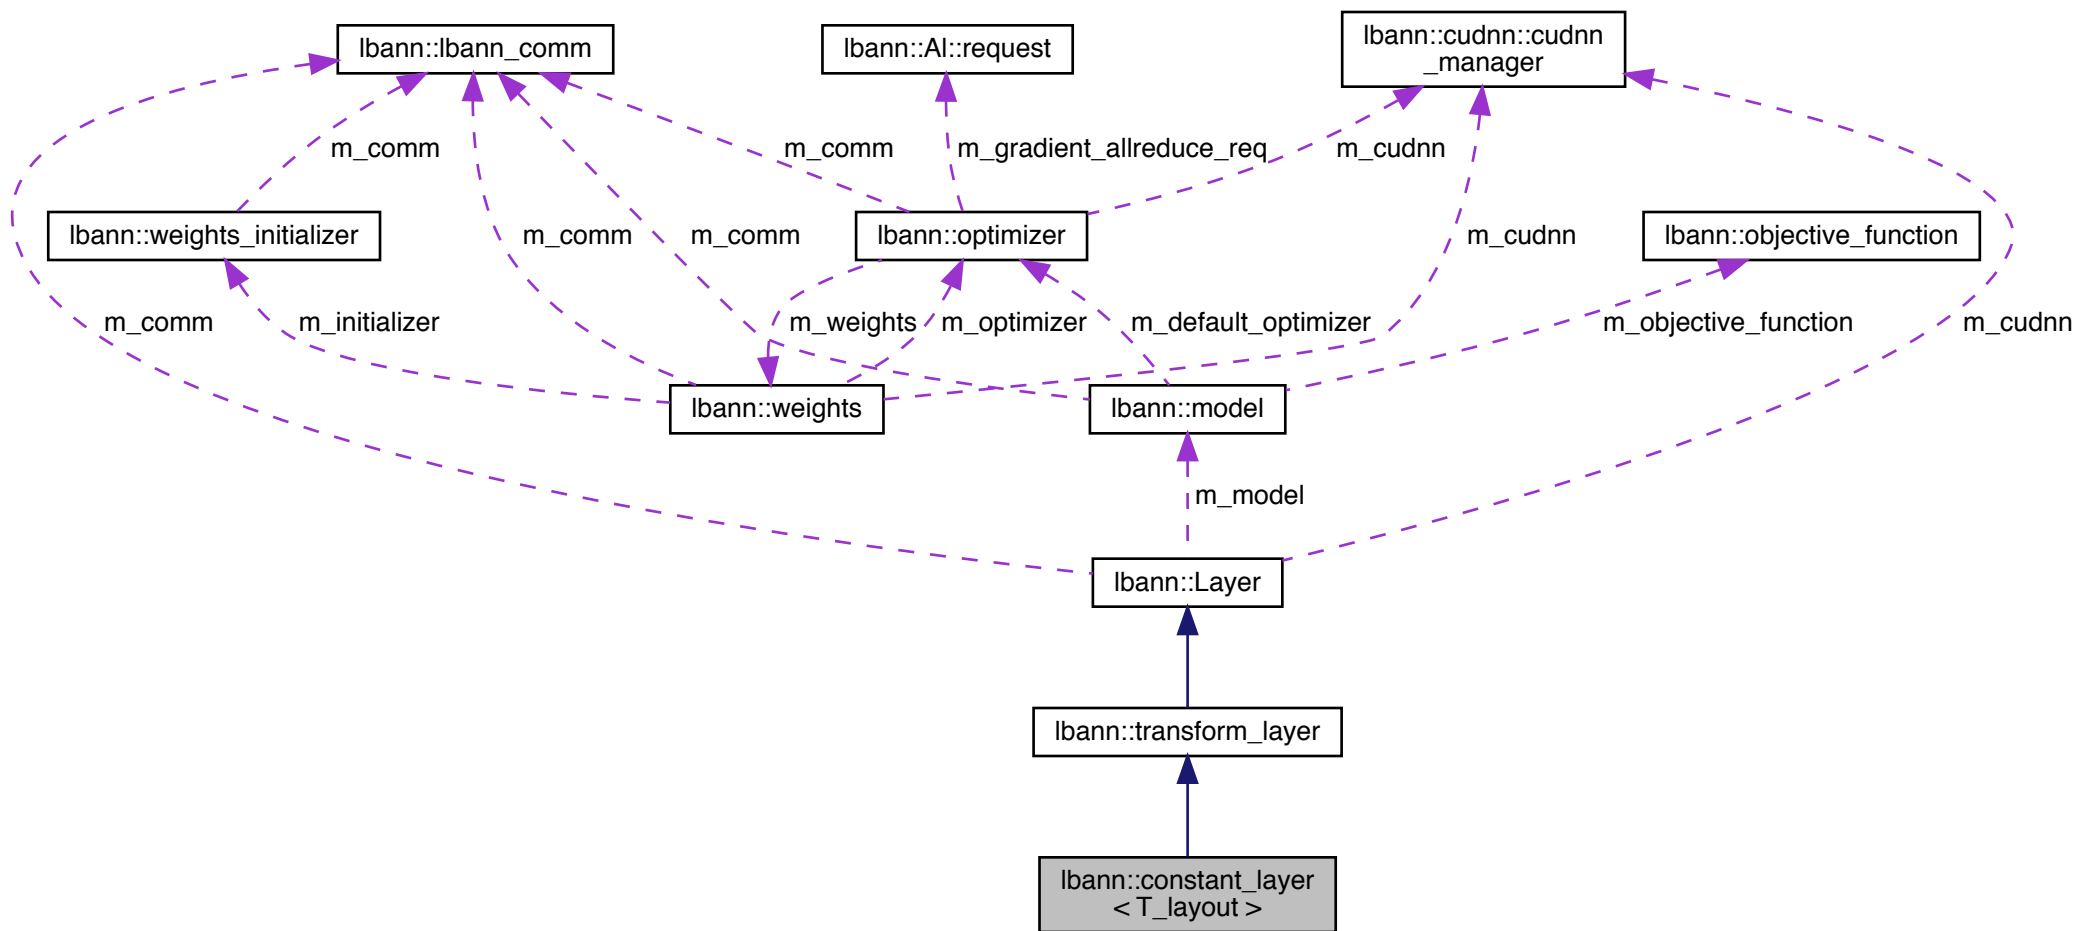 lbann::lbann_comm
lbann::Al::request
lbann::cudnn::cudnn
_manager
m_comm
m_comm
m_gradient_allreduce_req
m_cudnn
lbann::weights_initializer
m_comm
m_comm
lbann::optimizer
m_cudnn
lbann::objective_function
m_comm
m_initializer
m_weights
m_optimizer
m_default_optimizer
m_objective_function
m_cudnn
lbann::weights
lbann::model
m_model
lbann::Layer
lbann::transform_layer
lbann::constant_layer
< T_layout >